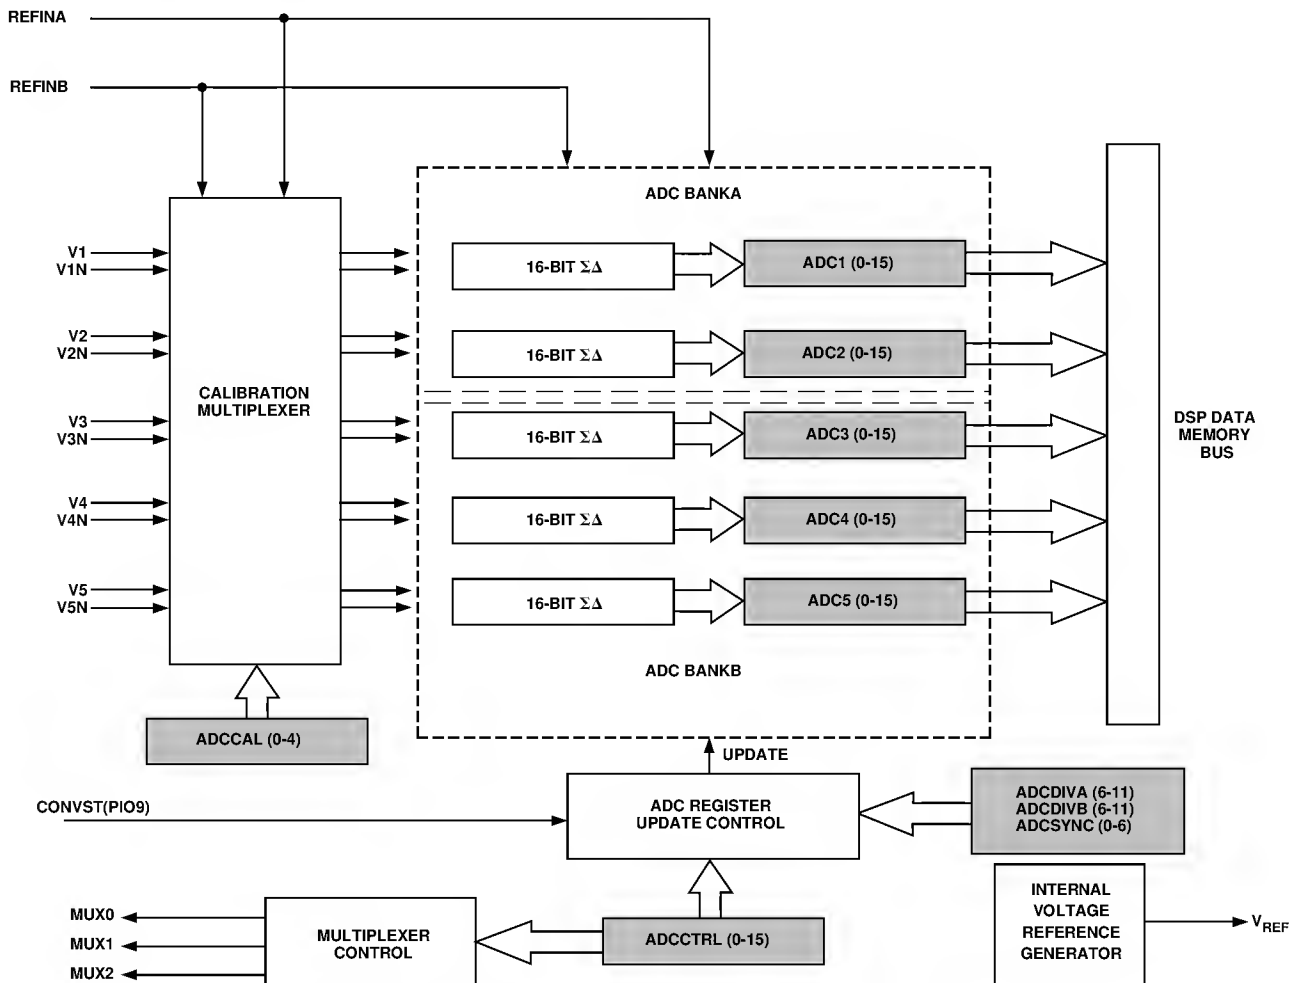 REFINA
REFINB
ADC BANKA
V1
V1N
16-BIT ΣΔ
ADC1 (0-15)
V2
V2N
16-BIT ΣΔ
ADC2 (0-15)
CALIBRATION
MULTIPLEXER
V3
V3N
16-BIT ΣΔ
ADC3 (0-15)
DSP DATA
MEMORY
BUS
V4
V4N
16-BIT ΣΔ
ADC4 (0-15)
V5
V5N
16-BIT ΣΔ
ADC5 (0-15)
ADC BANKB
ADCCAL (0-4)
UPDATE
CONVST(PIO9)
ADC REGISTER
UPDATE CONTROL
ADCDIVA (6-11)
ADCDIVB (6-11)
ADCSYNC (0-6)
MUX0
MUX1
MUX2
MULTIPLEXER
CONTROL
ADCCTRL (0-15)
INTERNAL
VOLTAGE
REFERENCE
GENERATOR
VREF